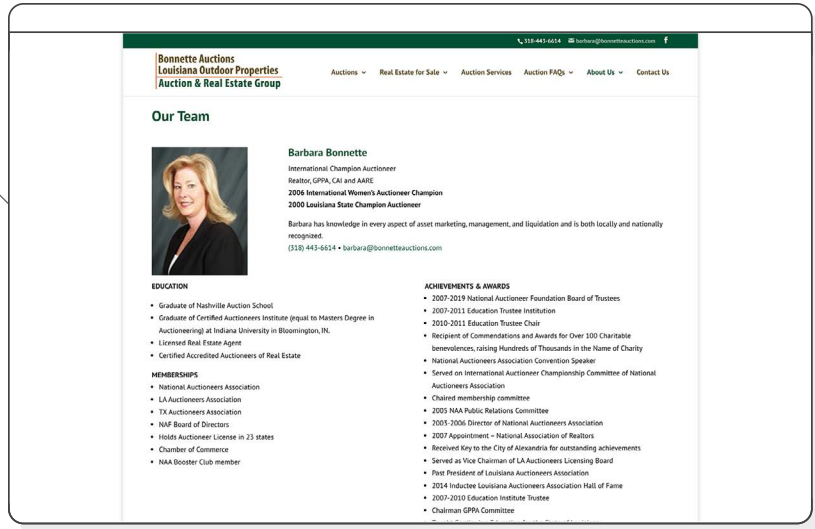 318-443-6614 barbara@bonnetteauctions.com
Bonnette Auctions
Louisiana Outdoor Properties
Auction & Real Estate Group
Auctions Real Estate for Sale Auction Services Auction FAQs About Us Contact Us
Our Team
Barbara Bonnette
International Champion Auctioneer
Realtor, GPPA, CAI and AARE
2006 International Women's Auctioneer Champion
2000 Louisiana State Champion Auctioneer
Barbara has knowledge in every aspect of asset marketing, management, and liquidation and is both locally and nationally
recognized.
(318) 443-6614 • barbara@bonnetteauctions.com
EDUCATION
• Graduate of Nashville Auction School
• Graduate of Certified Auctioneers Institute (equal to Masters Degree in
Auctioneering) at Indiana University in Bloomington, IN.
• Licensed Real Estate Agent
• Certified Accredited Auctioneers of Real Estate
MEMBERSHIPS
• National Auctioneers Association
• LA Auctioneers Association
• TX Auctioneers Association
• NAF Board of Directors
• Holds Auctioneer License in 23 states
• Chamber of Commerce
• NAA Booster Club member
ACHIEVEMENTS & AWARDS
• 2007-2019 National Auctioneer Foundation Board of Trustees
• 2007-2011 Education Trustee Institution
• 2010-2011 Education Trustee Chair
• Recipient of Commendations and Awards for Over 100 Charitable
benevolences, raising Hundreds of Thousands in the Name of Charity
• National Auctioneers Association Convention Speaker
• Served on International Auctioneer Championship Committee of National
Auctioneers Association
• Chaired membership committee
• 2005 NAA Public Relations Committee
• 2003-2006 Director of National Auctioneers Association
• 2007 Appointment – National Association of Realtors
• Received Key to the City of Alexandria for outstanding achievements
• Served as Vice Chairman of LA Auctioneers Licensing Board
• Past President of Louisiana Auctioneers Association
• 2014 Inductee Louisiana Auctioneers Association Hall of Fame
• 2007-2010 Education Institute Trustee
• Chairman GPPA Committee